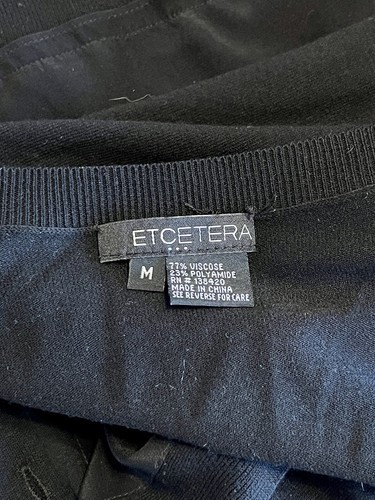 ETCETERA
M
77% VISCOSE
23% POLYAMIDE
RN # 138420
MADE IN CHINA
SEE REVERSE FOR CARE